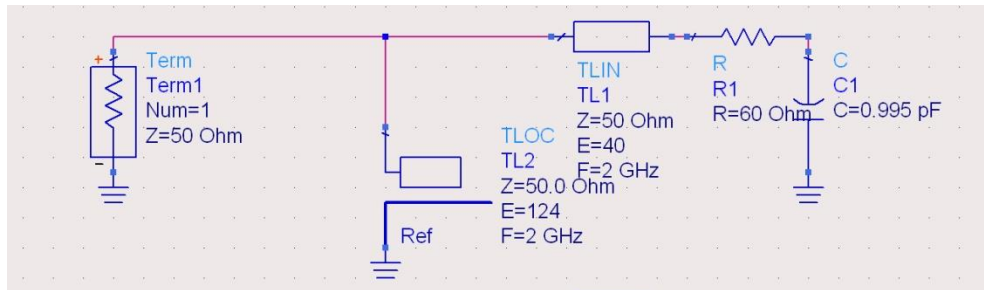 +
Term
Term1
Num=1
Z=50 Ohm
-
TLOC
TL2
Z=50.0 Ohm
E=124
F=2 GHz
Ref
TLIN
TL1
Z=50 Ohm
E=40
F=2 GHz
R
R1
R=60 Ohm
C
C1
C=0.995 pF